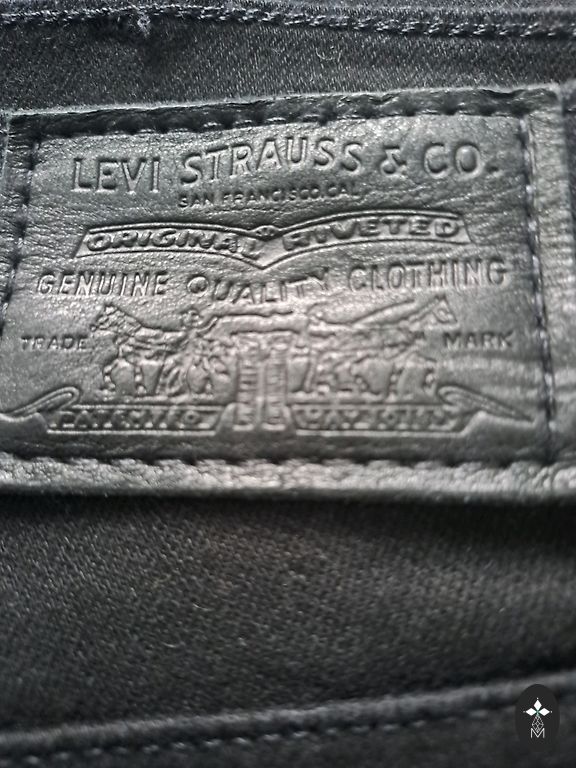 LEVI STRAUSS & CO.
SAN FRANCISCO, CAL
ORIGINAL RIVETED
GENUINE QUALITY CLOTHING
TRADE MARK